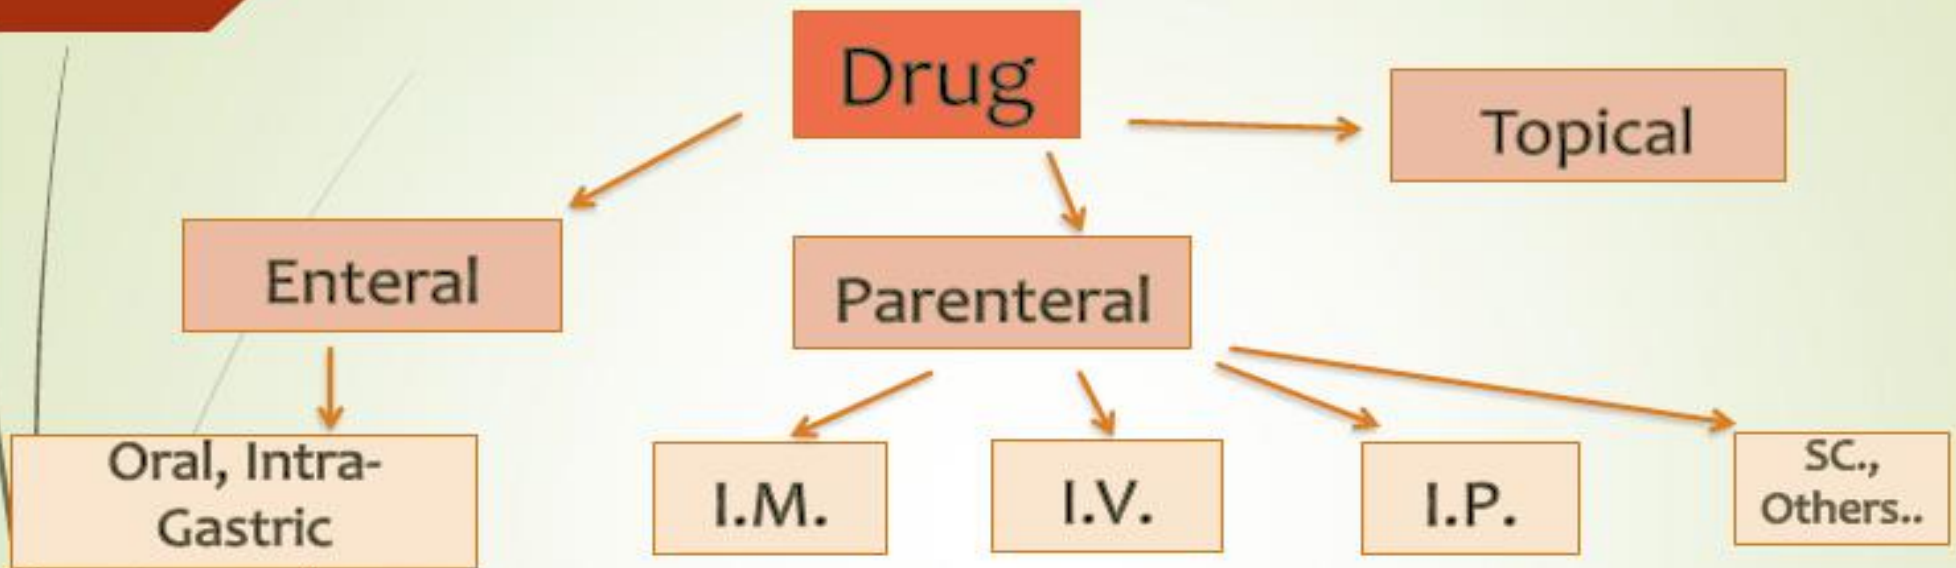 Drug
Topical
Enteral
Parenteral
Oral, Intra-
Gastric
I.M.
I.V.
I.P.
SC.,
Others..